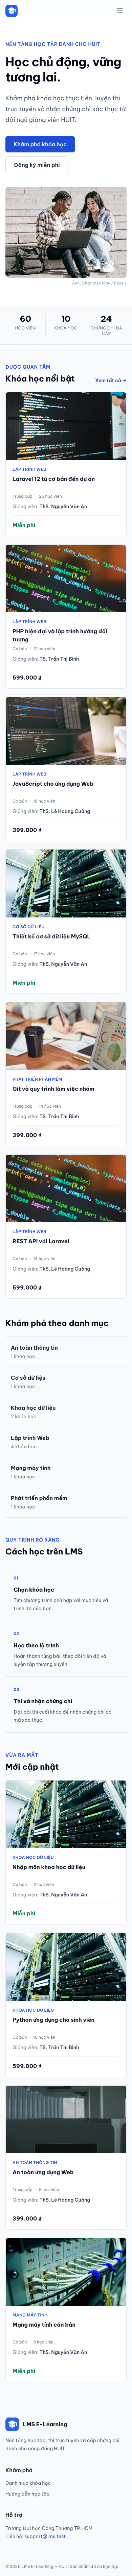 NỀN TẢNG HỌC TẬP DÀNH CHO HUIT
Học chủ động, vững
tương lai.
Khám phá khóa học thực tiễn, luyện thi
trực tuyến và nhận chứng chỉ xác thực từ
đội ngũ giáo viên HUIT.
Khám phá khóa học
Đăng ký miễn phí
Ảnh: Charlotte May / Pexels
60
HỌC VIÊN
10
KHÓA HỌC
24
CHỨNG CHỈ ĐÃ
CẤP
ĐƯỢC QUAN TÂM
Khóa học nổi bật
Xem tất cả →
LẬP TRÌNH WEB
Laravel 12 từ cơ bản đến dự án
Trung cấp · 25 học viên
Giảng viên: ThS. Nguyễn Văn An
Miễn phí
LẬP TRÌNH WEB
PHP hiện đại và lập trình hướng đối
tượng
Cơ bản · 21 học viên
Giảng viên: TS. Trần Thị Bình
599.000 ₫
LẬP TRÌNH WEB
JavaScript cho ứng dụng Web
Cơ bản · 19 học viên
Giảng viên: ThS. Lê Hoàng Cường
399.000 ₫
CƠ SỞ DỮ LIỆU
Thiết kế cơ sở dữ liệu MySQL
Cơ bản · 17 học viên
Giảng viên: ThS. Nguyễn Văn An
Miễn phí
PHÁT TRIỂN PHẦN MỀM
Git và quy trình làm việc nhóm
Trung cấp · 14 học viên
Giảng viên: TS. Trần Thị Bình
399.000 ₫
LẬP TRÌNH WEB
REST API với Laravel
Cơ bản · 14 học viên
Giảng viên: ThS. Lê Hoàng Cường
599.000 ₫
Khám phá theo danh mục
An toàn thông tin
1 khóa học
Cơ sở dữ liệu
1 khóa học
Khoa học dữ liệu
2 khóa học
Lập trình Web
4 khóa học
Mạng máy tính
1 khóa học
Phát triển phần mềm
1 khóa học
QUY TRÌNH RÕ RÀNG
Cách học trên LMS
01
Chọn khóa học
Tìm chương trình phù hợp với mục tiêu và
trình độ của bạn.
02
Học theo lộ trình
Hoàn thành từng bài, theo dõi tiến độ và
luyện tập thường xuyên.
03
Thi và nhận chứng chỉ
Đạt bài thi cuối khóa để nhận chứng chỉ có
mã xác thực.
VỪA RA MẮT
Mới cập nhật
KHOA HỌC DỮ LIỆU
Nhập môn khoa học dữ liệu
Cơ bản · 11 học viên
Giảng viên: ThS. Nguyễn Văn An
Miễn phí
KHOA HỌC DỮ LIỆU
Python ứng dụng cho sinh viên
Cơ bản · 10 học viên
Giảng viên: TS. Trần Thị Bình
599.000 ₫
AN TOÀN THÔNG TIN
An toàn ứng dụng Web
Trung cấp · 8 học viên
Giảng viên: ThS. Lê Hoàng Cường
399.000 ₫
MẠNG MÁY TÍNH
Mạng máy tính căn bản
Cơ bản · 8 học viên
Giảng viên: ThS. Nguyễn Văn An
Miễn phí
LMS E-Learning
Nền tảng học tập, thi trực tuyến và cấp chứng chỉ
dành cho cộng đồng HUIT.
Khám phá
Danh mục khóa học
Hướng dẫn học tập
Hỗ trợ
Trường Đại học Công Thương TP.HCM
Liên hệ: support@lms.test
© 2026 LMS E-Learning — HUIT. Sản phẩm đồ án học tập.